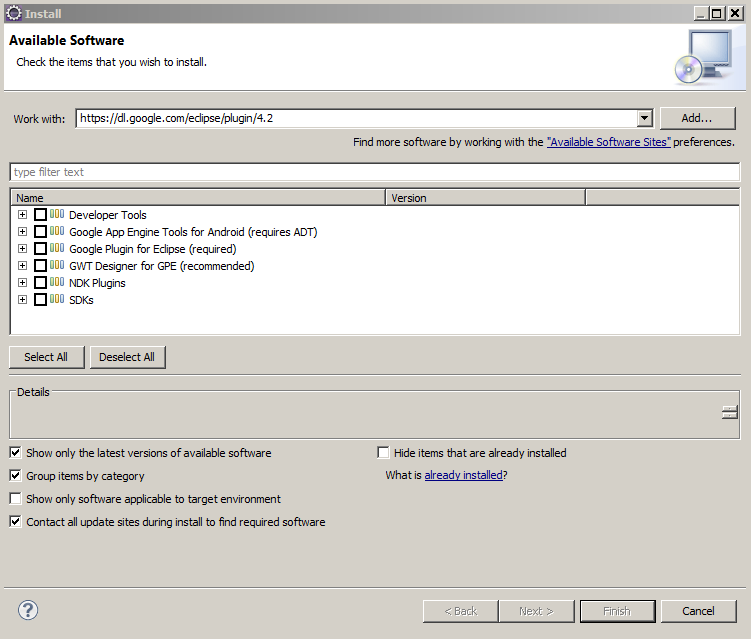 Install
Available Software
Check the items that you wish to install.
Work with: https://dl.google.com/eclipse/plugin/4.2 Add...
Find more software by working with the "Available Software Sites" preferences.
type filter text
Name Version
Developer Tools
Google App Engine Tools for Android (requires ADT)
Google Plugin for Eclipse (required)
GWT Designer for GPE (recommended)
NDK Plugins
SDKs
Select All Deselect All
Details
Show only the latest versions of available software Hide items that are already installed
Group items by category What is already installed?
Show only software applicable to target environment
Contact all update sites during install to find required software
? < Back Next > Finish Cancel